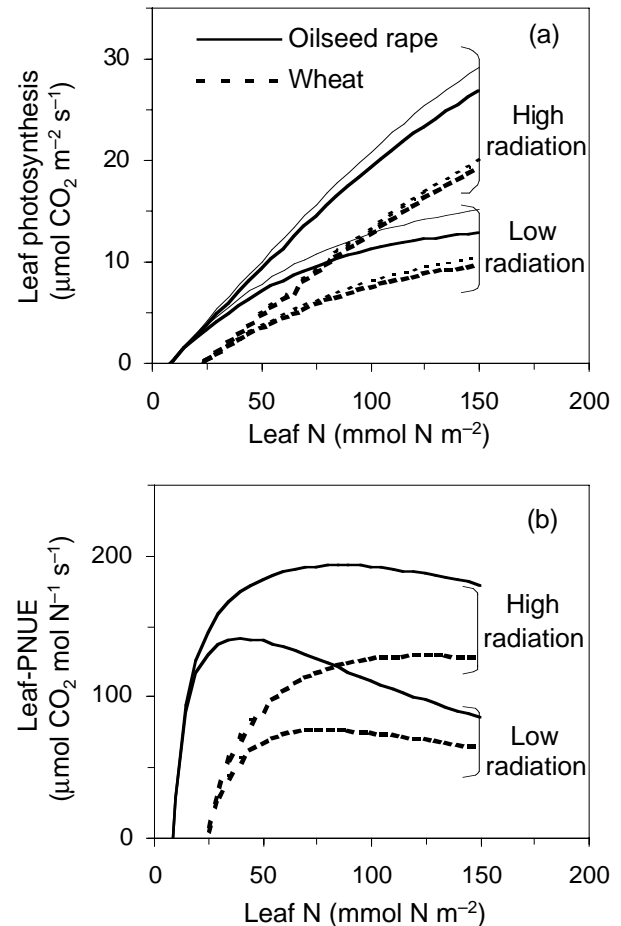 (a)
Oilseed rape
Wheat
High
radiation
Low
radiation
Leaf photosynthesis
(μmol CO₂ m⁻² s⁻¹)
30
20
10
0
0 50 100 150 200
Leaf N (mmol N m⁻²)
(b)
High
radiation
Low
radiation
Leaf-PNUE
(μmol CO₂ mol N⁻¹ s⁻¹)
200
100
0
0 50 100 150 200
Leaf N (mmol N m⁻²)